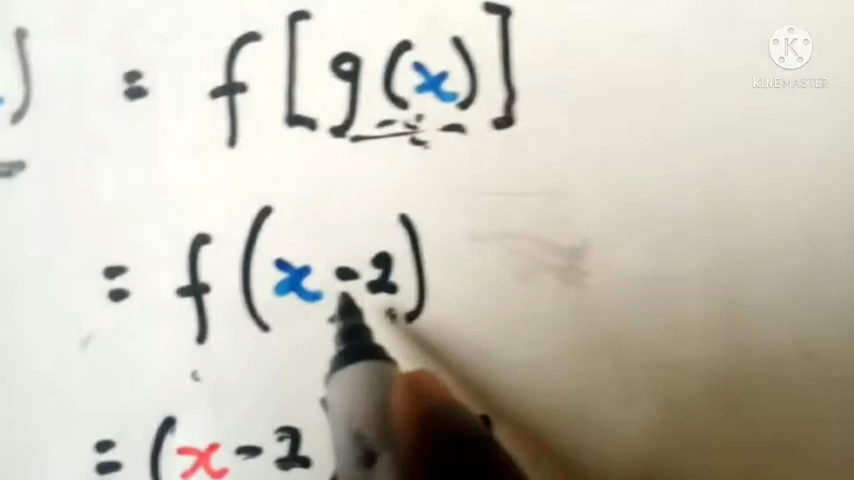 ) = f[g(x)]
K
KINEMASTER
= f(x-2)
= (x-2